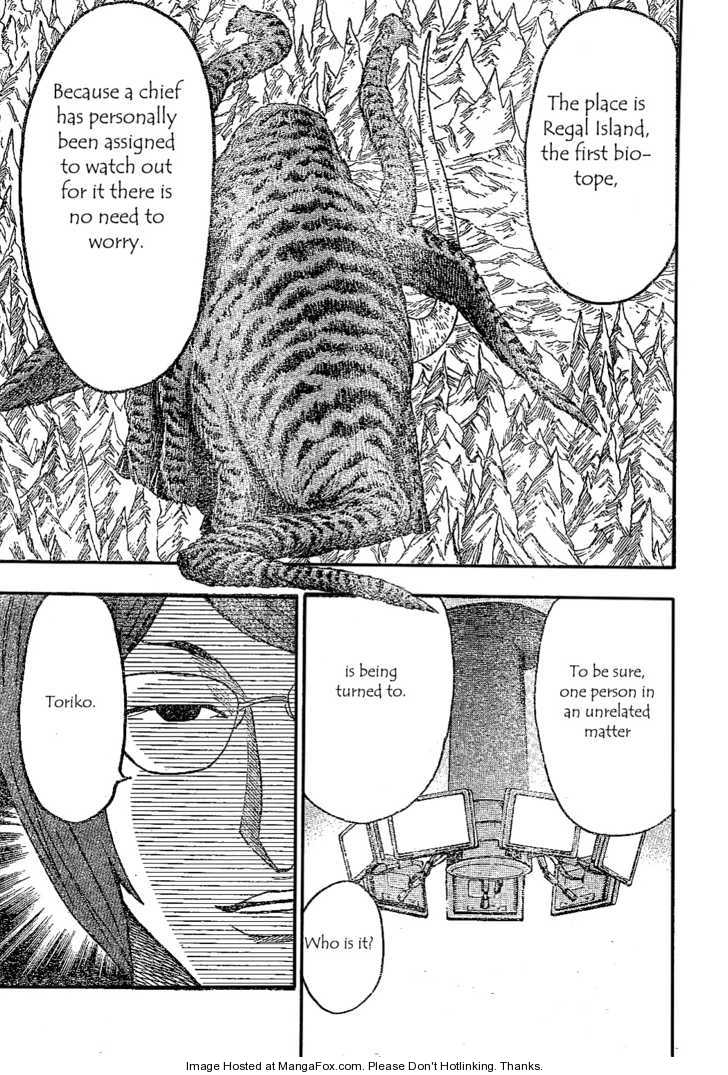 The place is
Regal Island,
the first bio-
tope,
Because a chief
has personally
been assigned
to watch out
for it there is
no need to
worry.
To be sure,
one person in
an unrelated
matter
is being
turned to.
Who is it?
Toriko.
Image Hosted at MangaFox.com. Please Don't Hotlinking. Thanks.